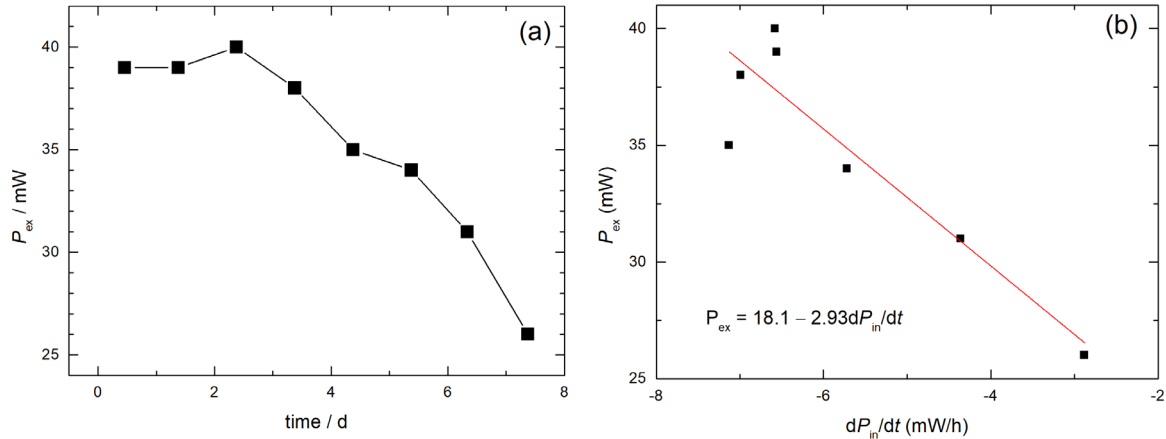 (a)
40
35
30
25
P_ex / mW
0 2 4 6 8
time / d
(b)
40
35
30
25
P_ex (mW)
P_ex = 18.1 – 2.93dP_in/dt
-8 -6 -4 -2
dP_in/dt (mW/h)